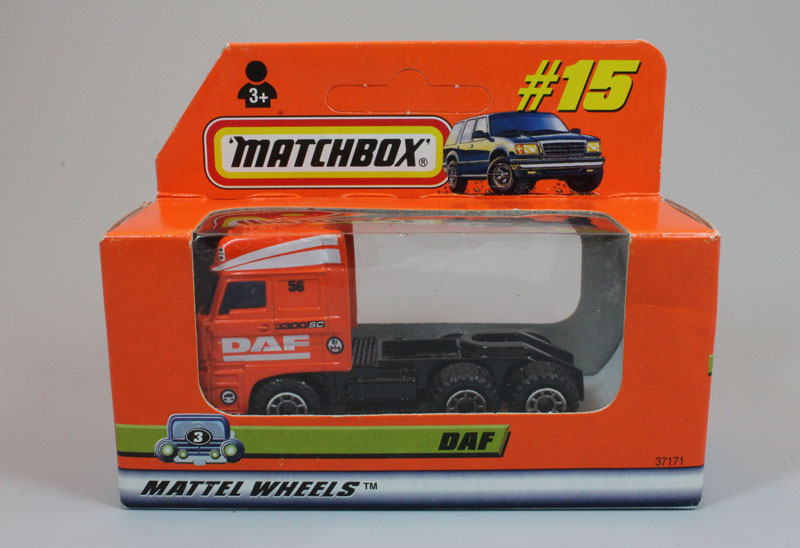 3+
#15
'MATCHBOX'®
56
3300SC
DAF
3
DAF
37171
MATTEL WHEELS™